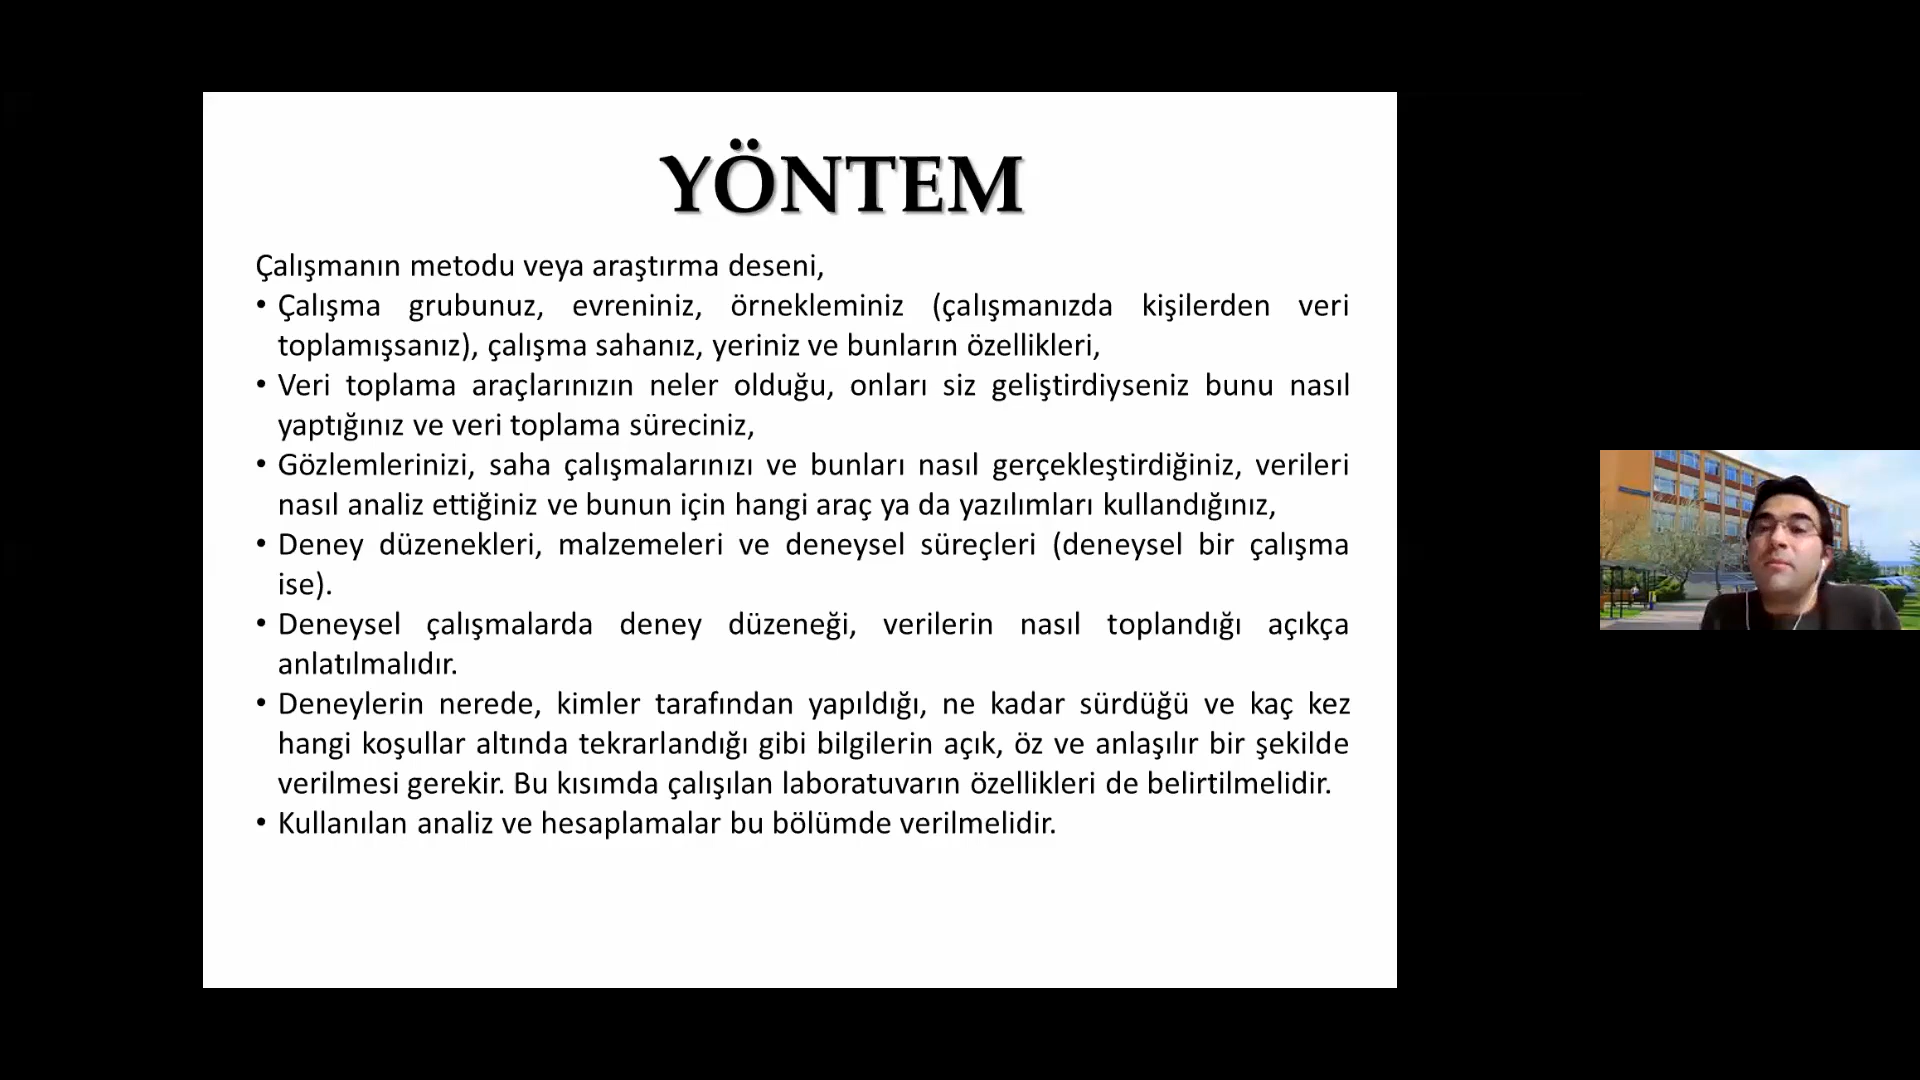 YÖNTEM
Çalışmanın metodu veya araştırma deseni,
• Çalışma grubunuz, evreniniz, örnekleminiz (çalışmanızda kişilerden veri
toplamışsanız), çalışma sahanız, yeriniz ve bunların özellikleri,
• Veri toplama araçlarınızın neler olduğu, onları siz geliştirdiyseniz bunu nasıl
yaptığınız ve veri toplama süreciniz,
• Gözlemlerinizi, saha çalışmalarınızı ve bunları nasıl gerçekleştirdiğiniz, verileri
nasıl analiz ettiğiniz ve bunun için hangi araç ya da yazılımları kullandığınız,
• Deney düzenekleri, malzemeleri ve deneysel süreçleri (deneysel bir çalışma
ise).
• Deneysel çalışmalarda deney düzeneği, verilerin nasıl toplandığı açıkça
anlatılmalıdır.
• Deneylerin nerede, kimler tarafından yapıldığı, ne kadar sürdüğü ve kaç kez
hangi koşullar altında tekrarlandığı gibi bilgilerin açık, öz ve anlaşılır bir şekilde
verilmesi gerekir. Bu kısımda çalışılan laboratuvarın özellikleri de belirtilmelidir.
• Kullanılan analiz ve hesaplamalar bu bölümde verilmelidir.